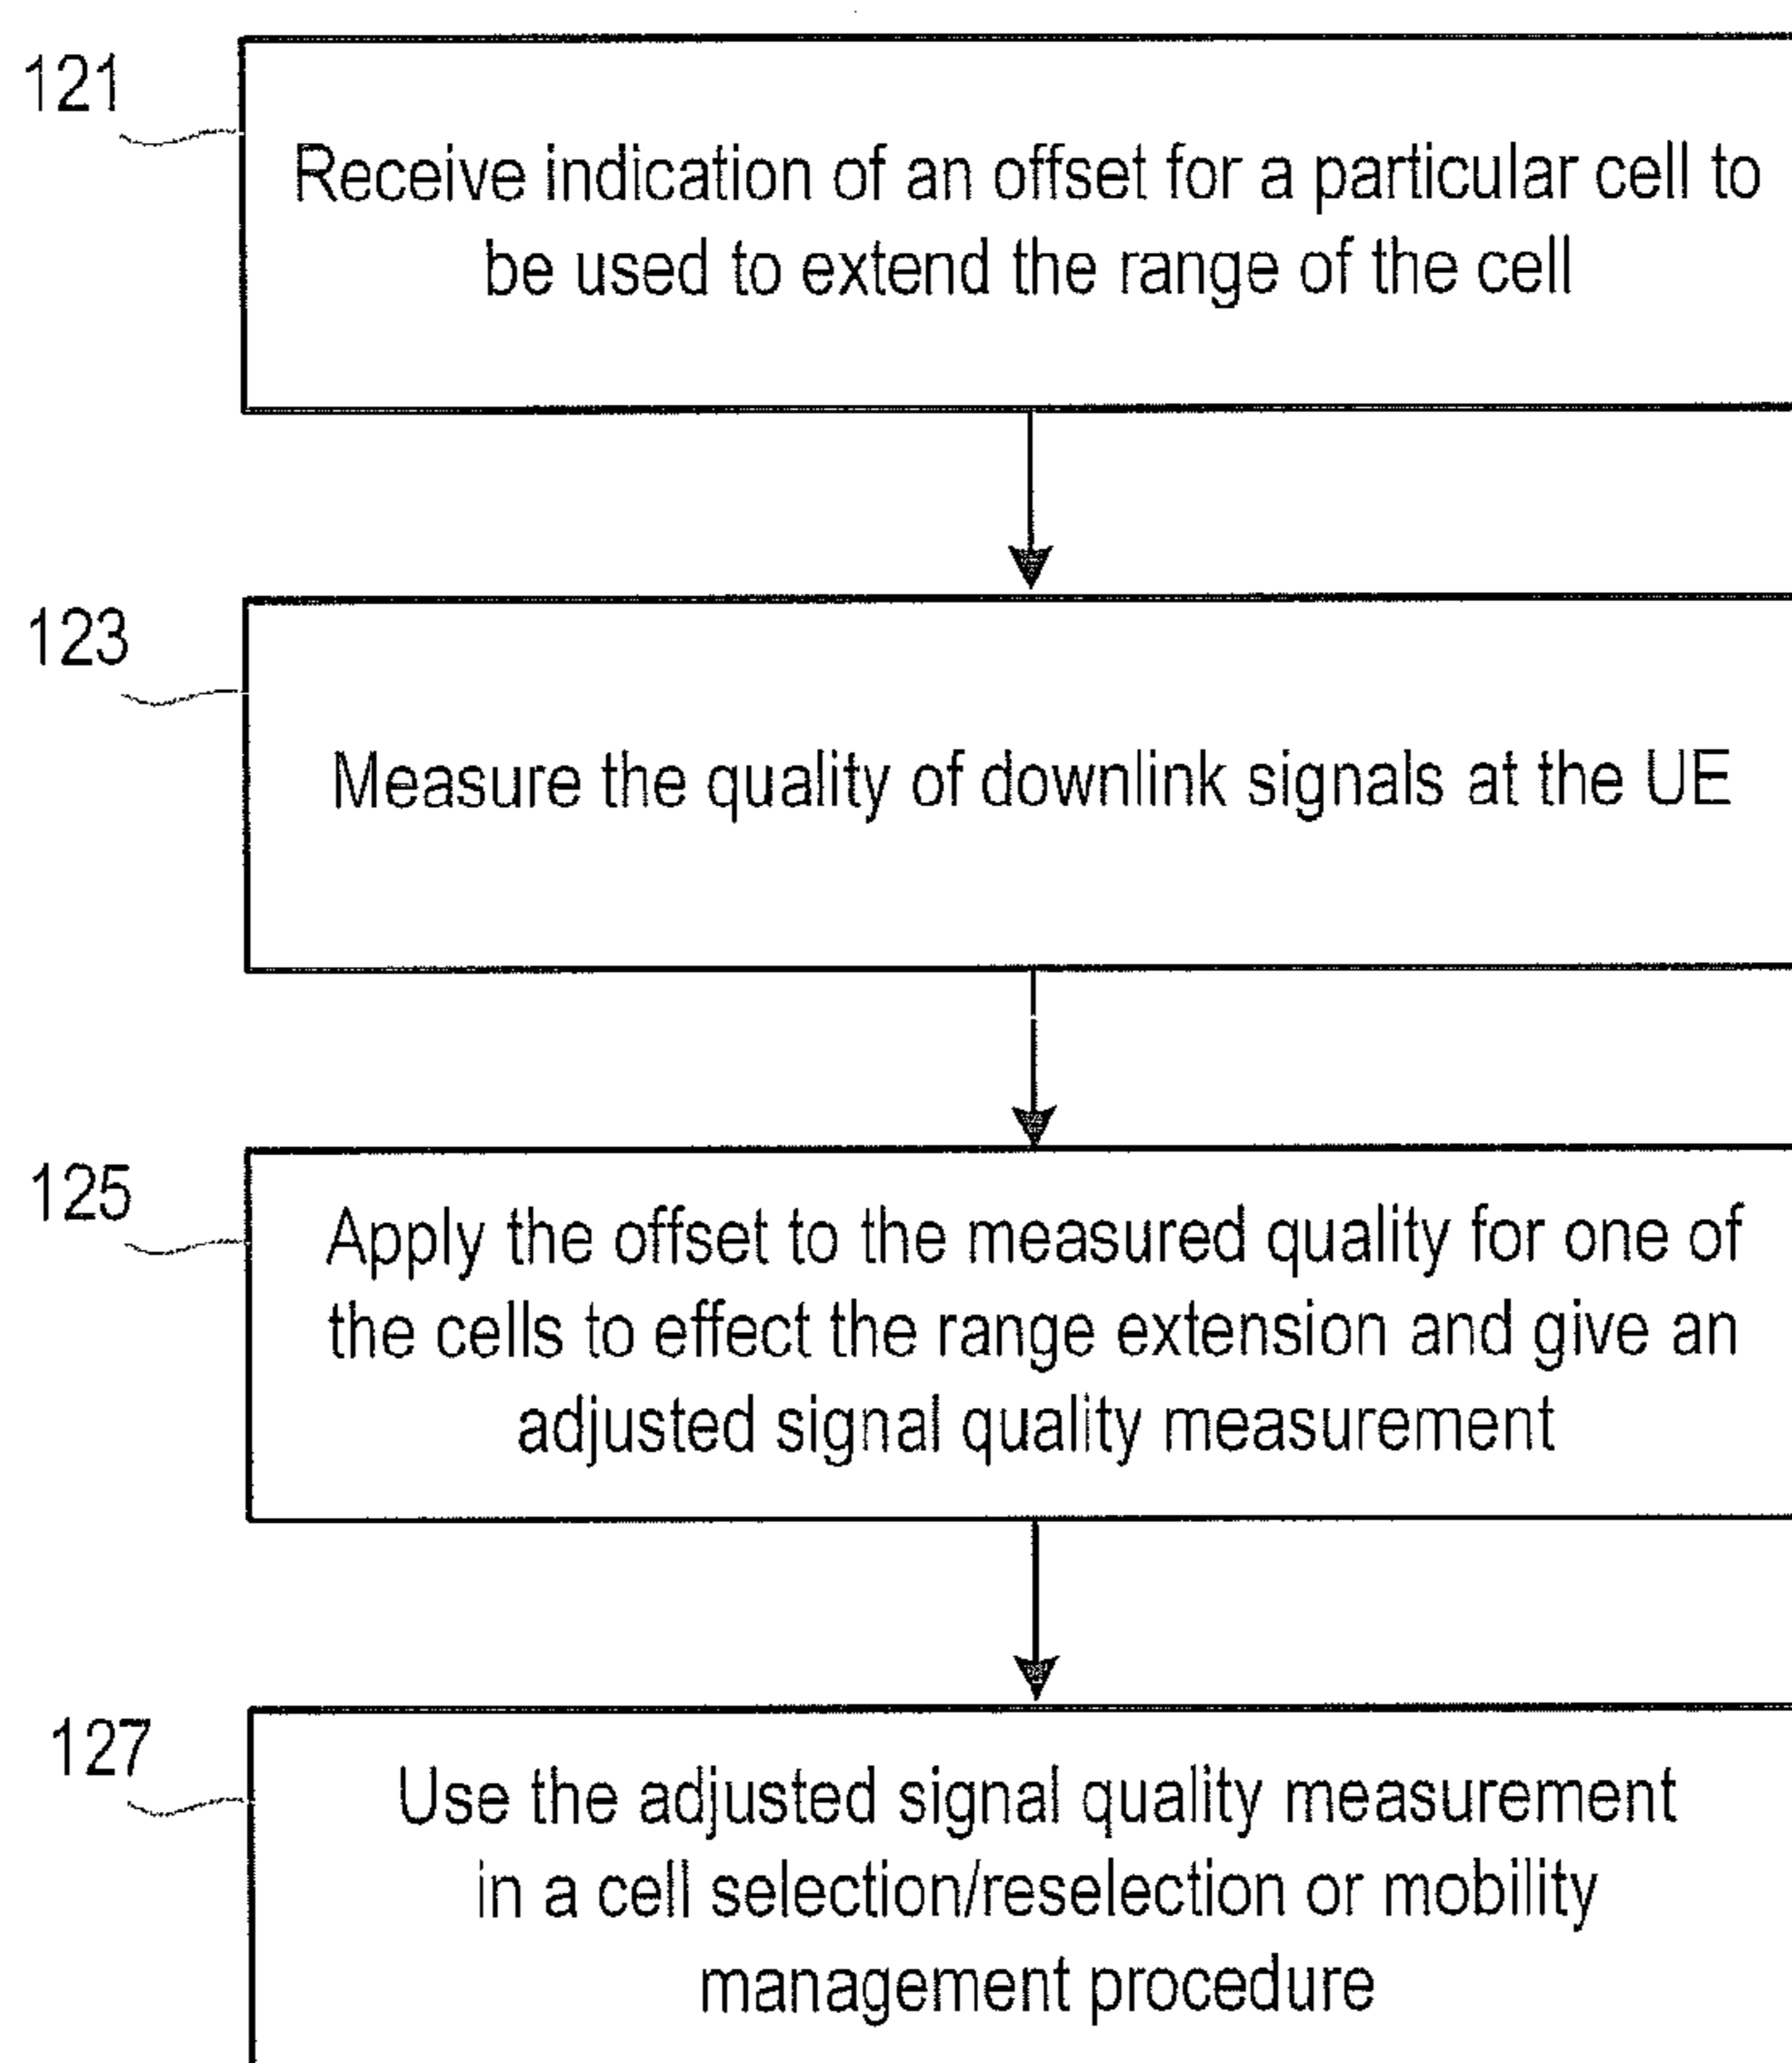 121
Receive indication of an offset for a particular cell to
be used to extend the range of the cell
123
Measure the quality of downlink signals at the UE
125
Apply the offset to the measured quality for one of
the cells to effect the range extension and give an
adjusted signal quality measurement
127
Use the adjusted signal quality measurement
in a cell selection/reselection or mobility
management procedure